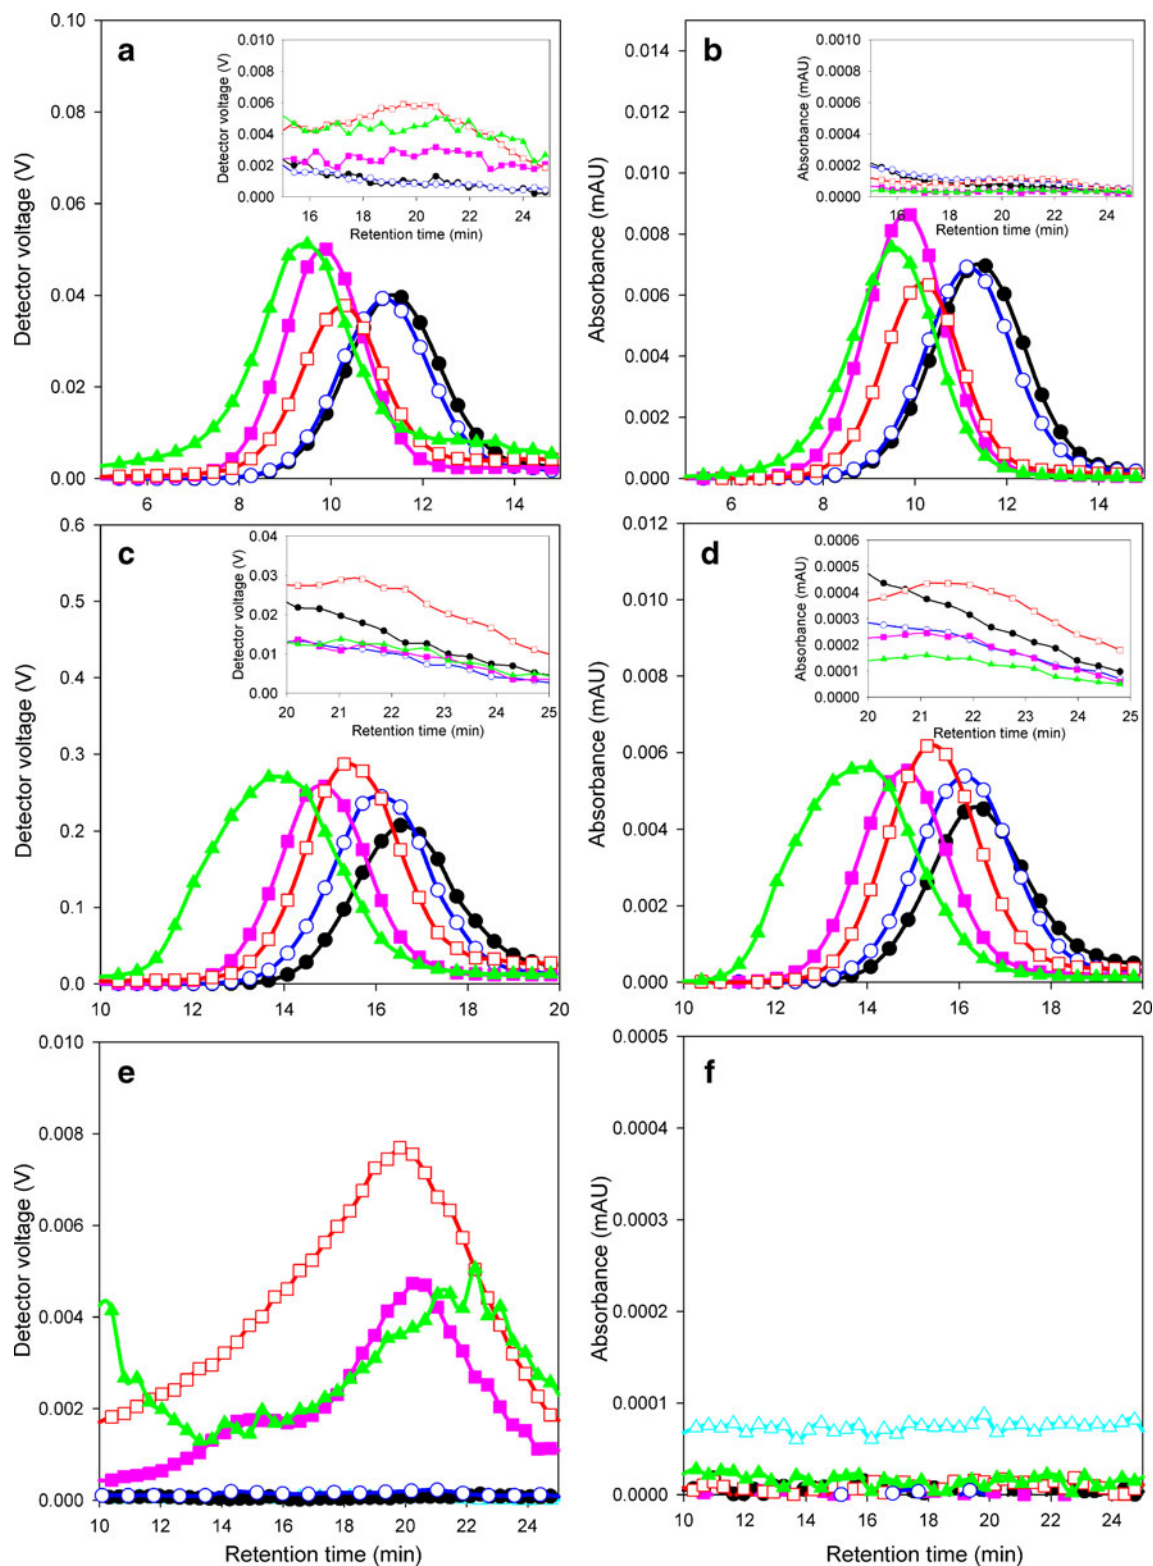 a
Detector voltage (V)
0.10
0.08
0.06
0.04
0.02
0.00
6 8 10 12 14
Detector voltage (V)
0.010
0.008
0.006
0.004
0.002
0.000
16 18 20 22 24
Retention time (min)
b
Absorbance (mAU)
0.014
0.012
0.010
0.008
0.006
0.004
0.002
0.000
6 8 10 12 14
Absorbance (mAU)
0.0010
0.0008
0.0006
0.0004
0.0002
0.0000
16 18 20 22 24
Retention time (min)
c
Detector voltage (V)
0.6
0.5
0.4
0.3
0.2
0.1
0.0
10 12 14 16 18 20
Detector voltage (V)
0.04
0.03
0.02
0.01
0.00
20 21 22 23 24 25
Retention time (min)
d
Absorbance (mAU)
0.012
0.010
0.008
0.006
0.004
0.002
0.000
10 12 14 16 18 20
Absorbance (mAU)
0.0006
0.0005
0.0004
0.0003
0.0002
0.0001
0.0000
20 21 22 23 24 25
Retention time (min)
e
Detector voltage (V)
0.010
0.008
0.006
0.004
0.002
0.000
10 12 14 16 18 20 22 24
Retention time (min)
f
Absorbance (mAU)
0.0005
0.0004
0.0003
0.0002
0.0001
0.0000
10 12 14 16 18 20 22 24
Retention time (min)